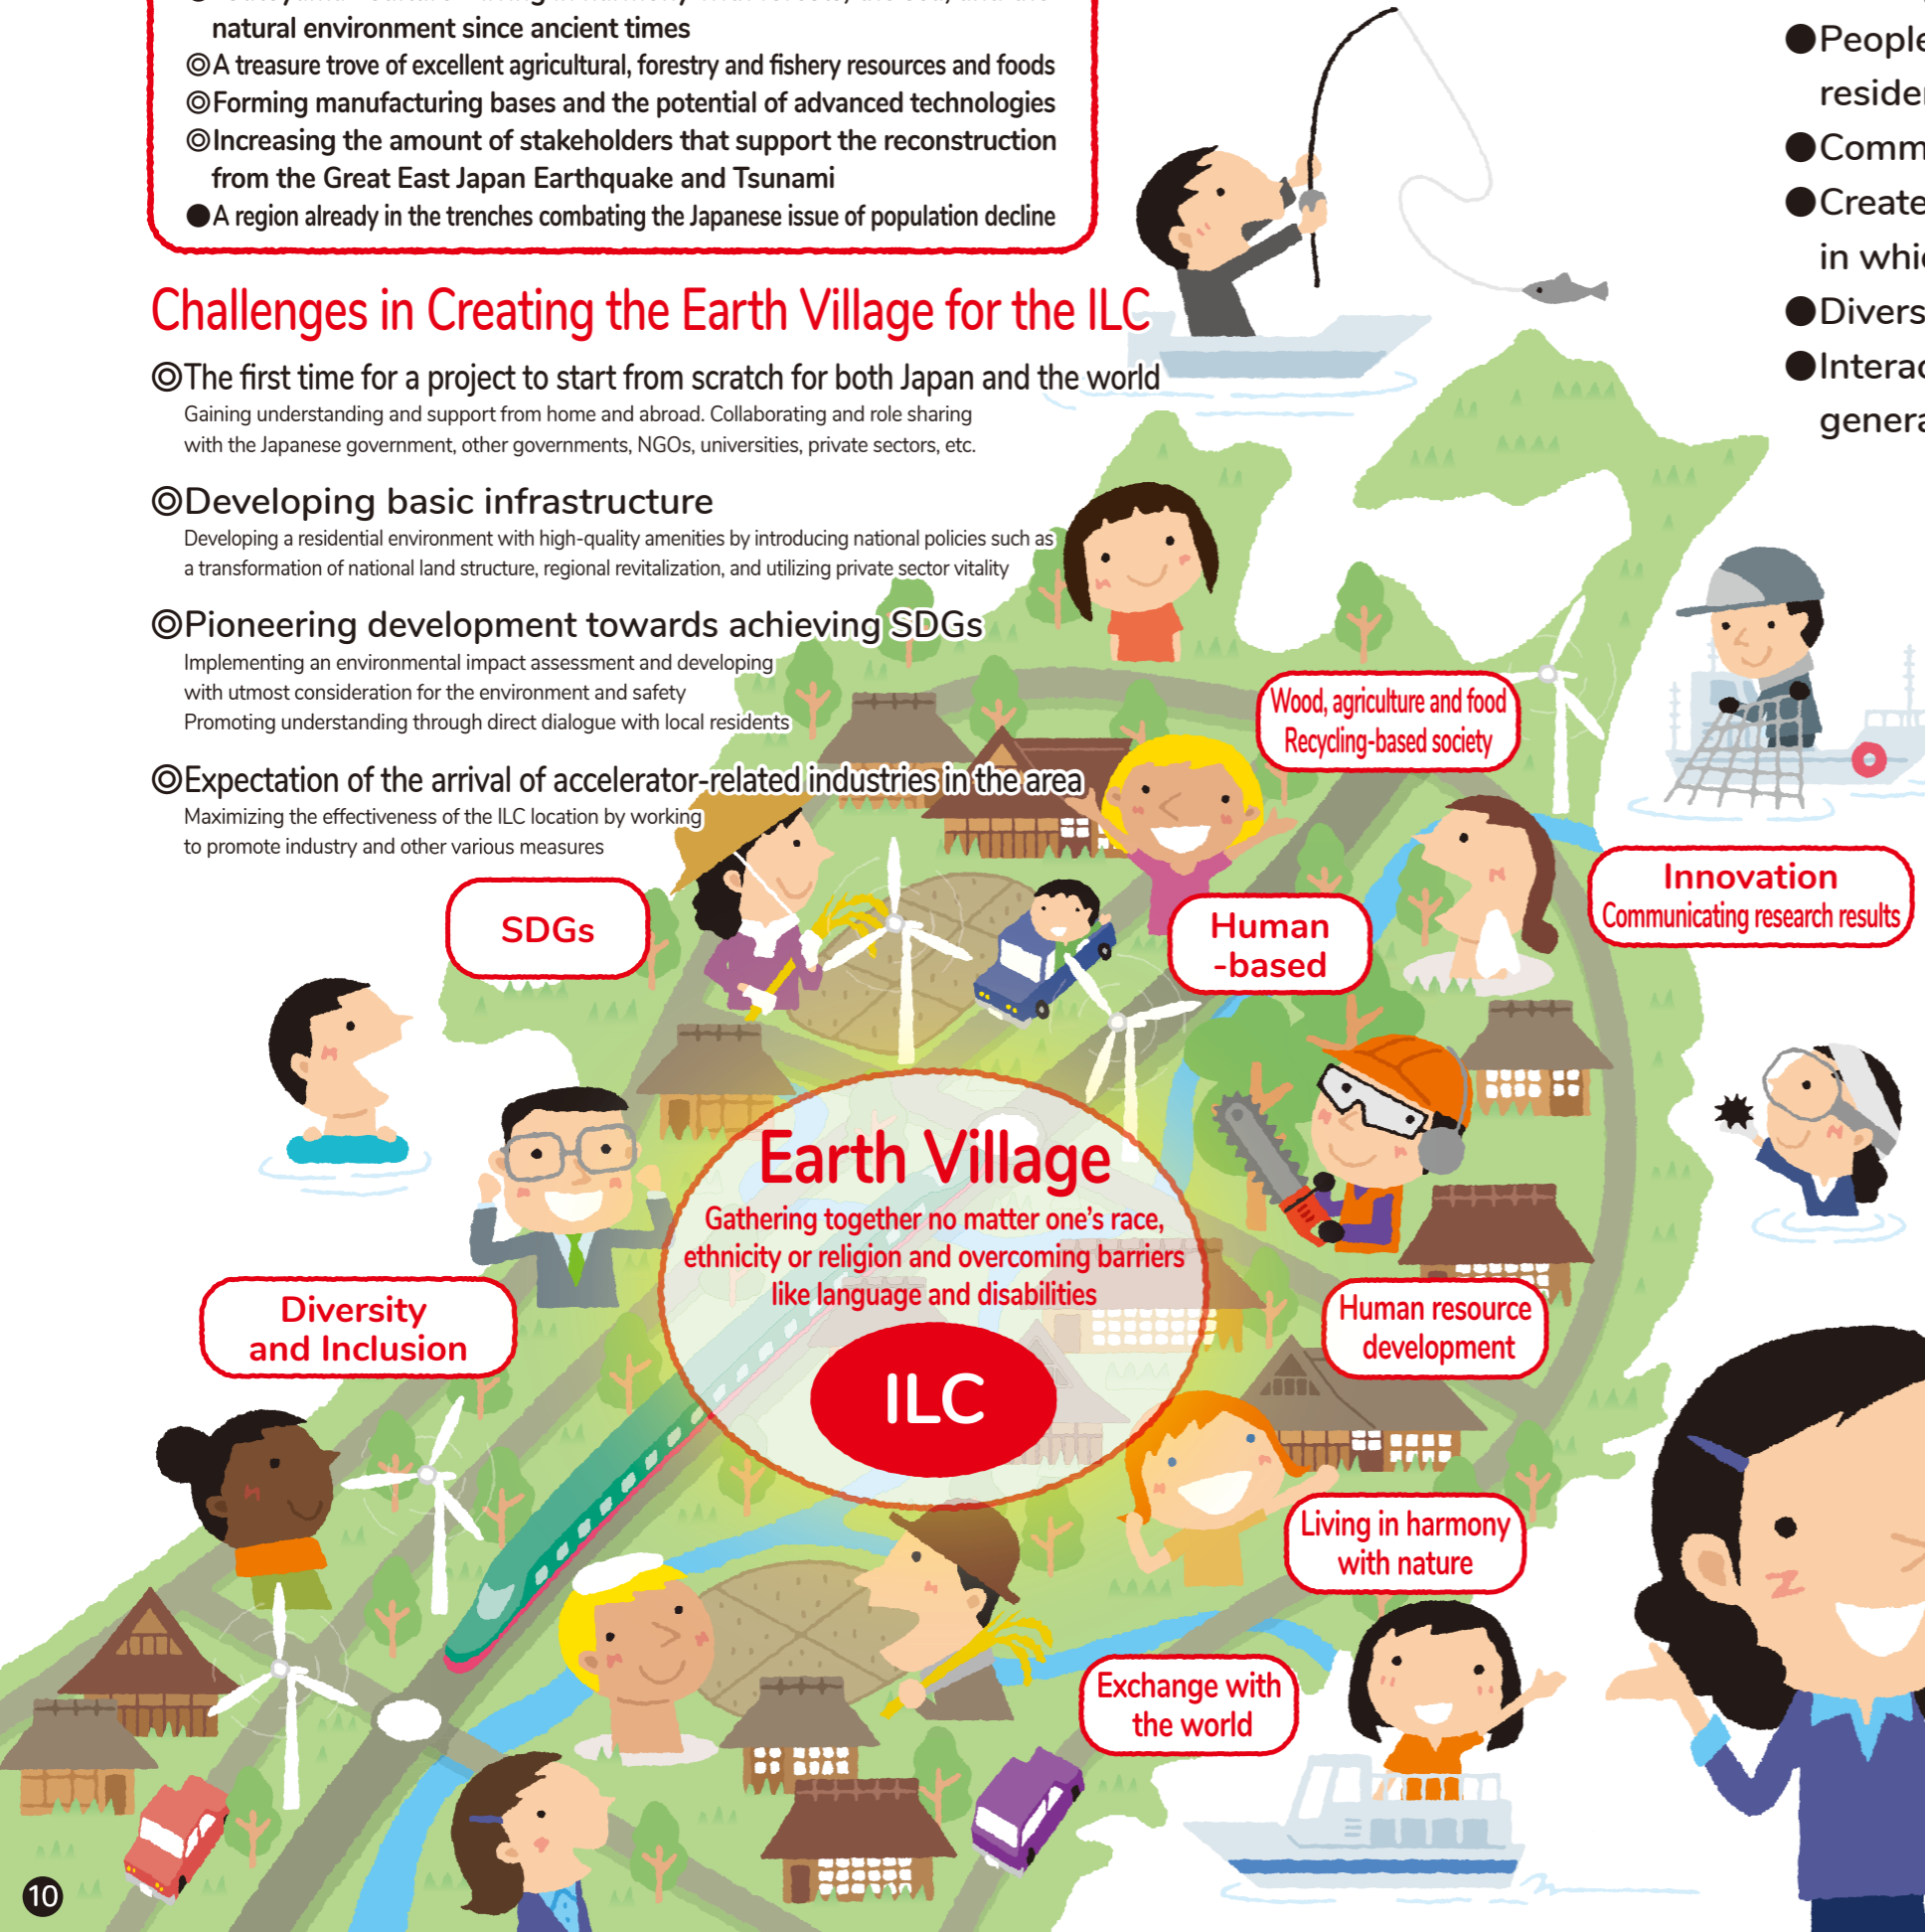 natural environment since ancient times
◎A treasure trove of excellent agricultural, forestry and fishery resources and foods
◎Forming manufacturing bases and the potential of advanced technologies
◎Increasing the amount of stakeholders that support the reconstruction
from the Great East Japan Earthquake and Tsunami
●A region already in the trenches combating the Japanese issue of population decline
Challenges in Creating the Earth Village for the ILC
◎The first time for a project to start from scratch for both Japan and the world
Gaining understanding and support from home and abroad. Collaborating and role sharing
with the Japanese government, other governments, NGOs, universities, private sectors, etc.
◎Developing basic infrastructure
Developing a residential environment with high-quality amenities by introducing national policies such as
a transformation of national land structure, regional revitalization, and utilizing private sector vitality
◎Pioneering development towards achieving SDGs
Implementing an environmental impact assessment and developing
with utmost consideration for the environment and safety
Promoting understanding through direct dialogue with local residents
◎Expectation of the arrival of accelerator-related industries in the area
Maximizing the effectiveness of the ILC location by working
to promote industry and other various measures
●People
reside
●Comm
●Create
in whi
●Divers
●Interac
genera
Wood, agriculture and food
Recycling-based society
Innovation
Communicating research results
SDGs
Human
-based
Earth Village
Gathering together no matter one's race,
ethnicity or religion and overcoming barriers
like language and disabilities
ILC
Diversity
and Inclusion
Human resource
development
Living in harmony
with nature
Exchange with
the world
10